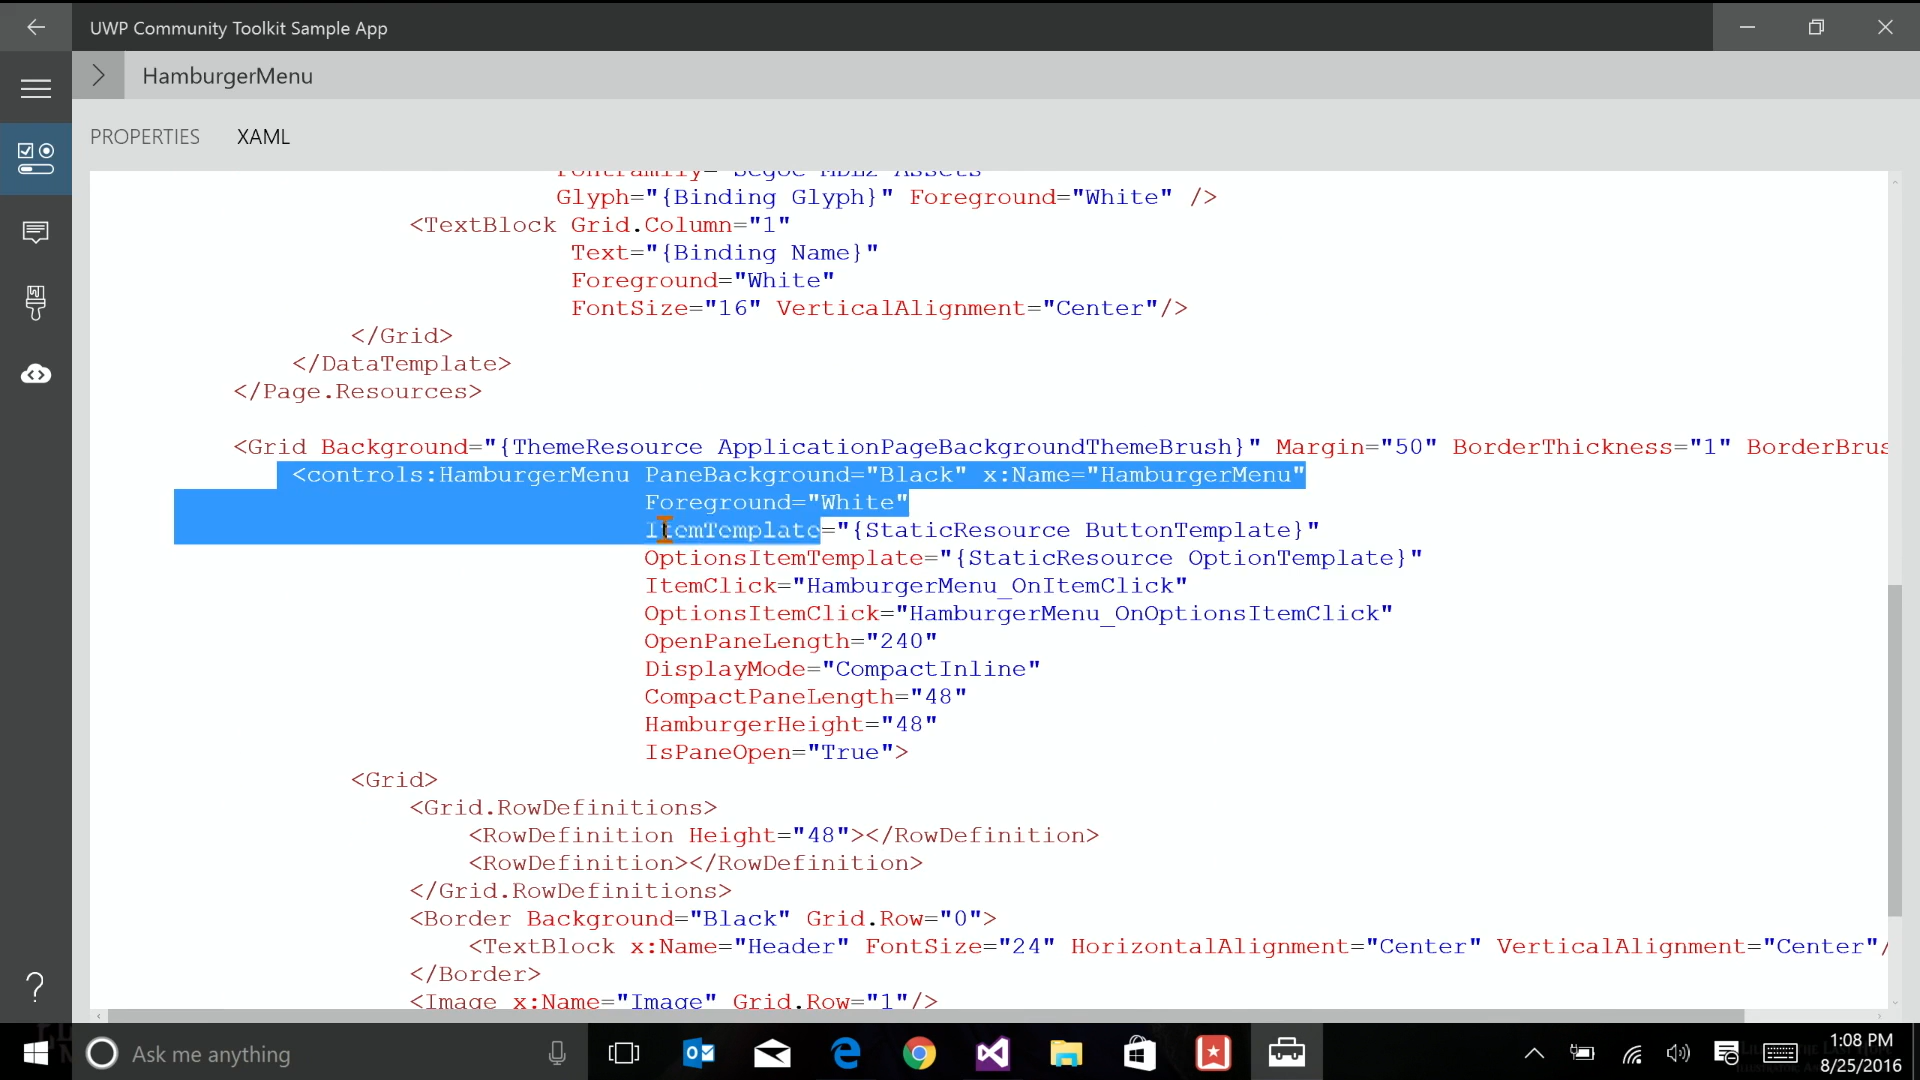 UWP Community Toolkit Sample App
HamburgerMenu
PROPERTIES XAML
FontFamily="Segoe MDL2 Assets"
Glyph="{Binding Glyph}" Foreground="White" />
<TextBlock Grid.Column="1"
Text="{Binding Name}"
Foreground="White"
FontSize="16" VerticalAlignment="Center"/>
</Grid>
</DataTemplate>
</Page.Resources>
<Grid Background="{ThemeResource ApplicationPageBackgroundThemeBrush}" Margin="50" BorderThickness="1" BorderBrus
<controls:HamburgerMenu PaneBackground="Black" x:Name="HamburgerMenu"
Foreground="White"
ItemTemplate="{StaticResource ButtonTemplate}"
OptionsItemTemplate="{StaticResource OptionTemplate}"
ItemClick="HamburgerMenu_OnItemClick"
OptionsItemClick="HamburgerMenu_OnOptionsItemClick"
OpenPaneLength="240"
DisplayMode="CompactInline"
CompactPaneLength="48"
HamburgerHeight="48"
IsPaneOpen="True">
<Grid>
<Grid.RowDefinitions>
<RowDefinition Height="48"></RowDefinition>
<RowDefinition></RowDefinition>
</Grid.RowDefinitions>
<Border Background="Black" Grid.Row="0">
<TextBlock x:Name="Header" FontSize="24" HorizontalAlignment="Center" VerticalAlignment="Center"/
</Border>
<Image x:Name="Image" Grid.Row="1"/>
Ask me anything
1:08 PM
8/25/2016